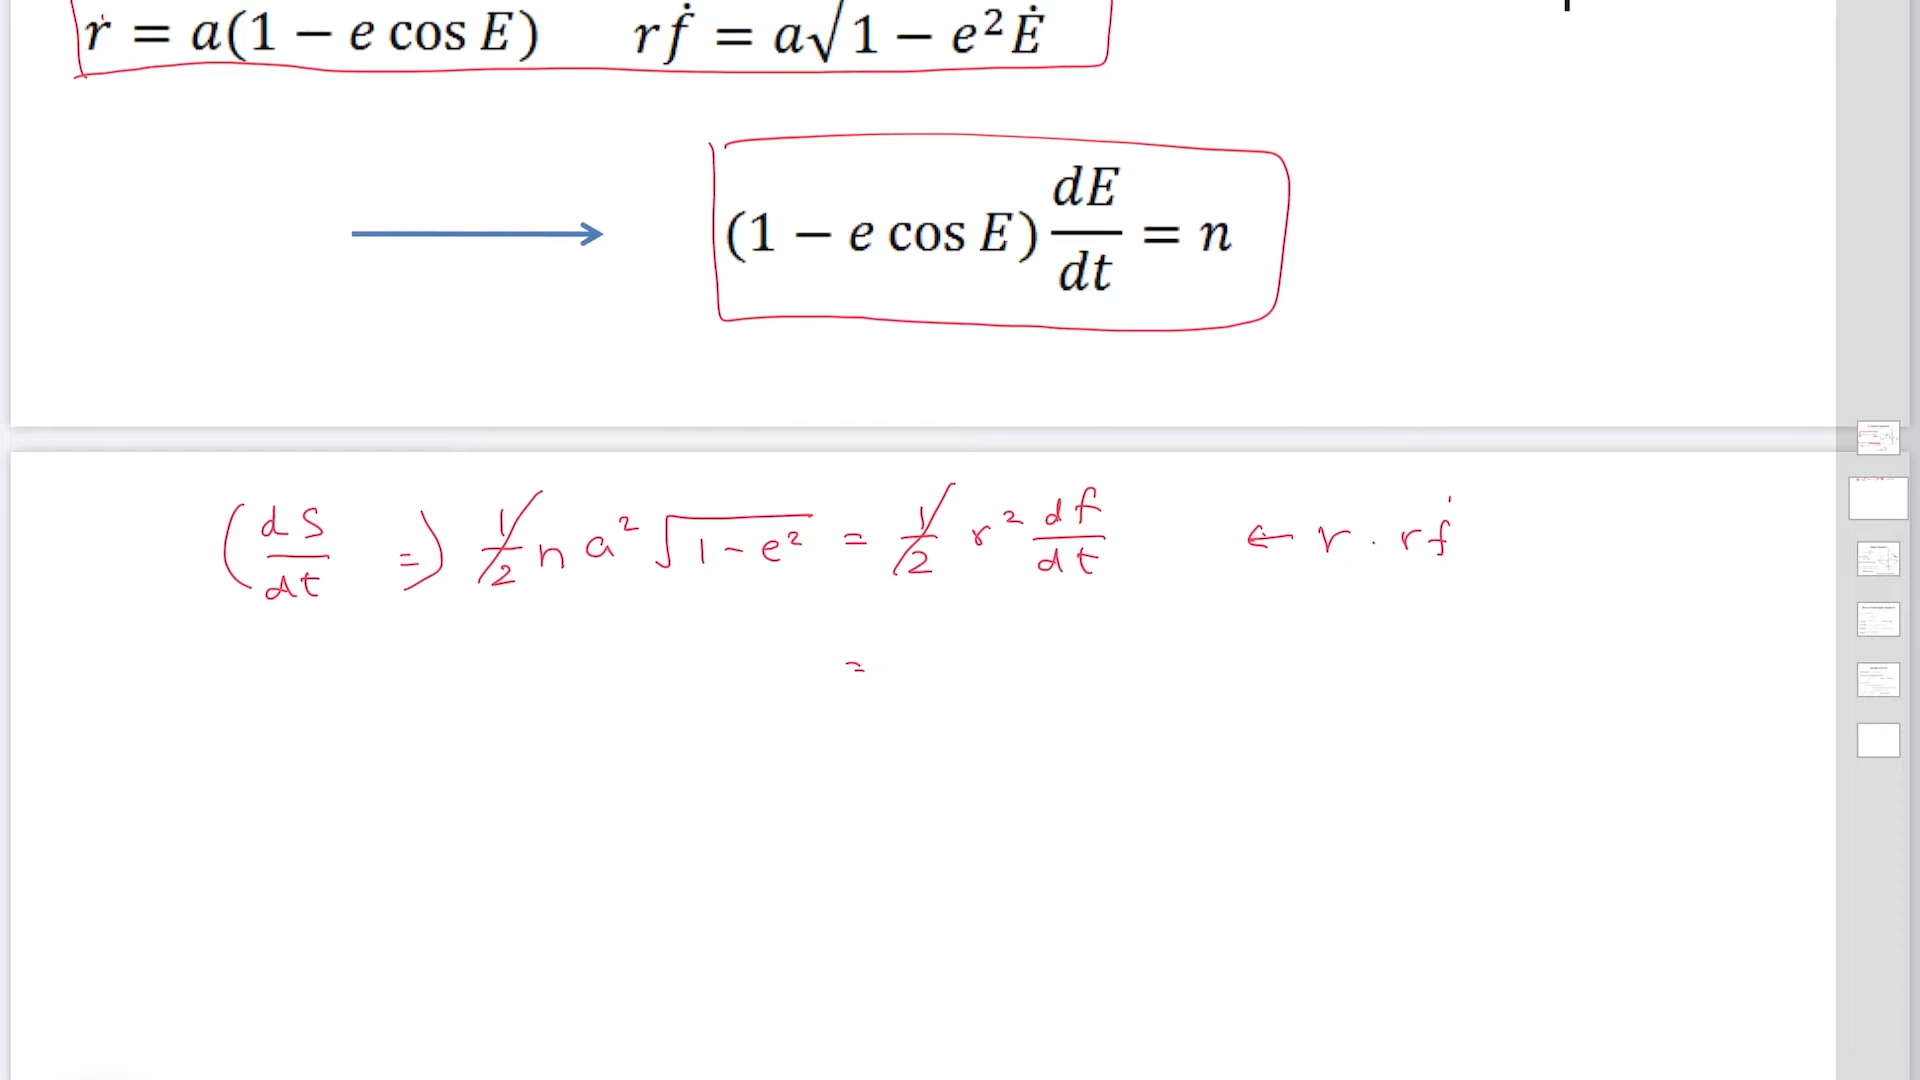 r = a(1 − e cos E)   rḟ = a√1 − e² Ė
(1 − e cos E) dE/dt = n
(dS/dt =) 1/2 n a² √1 − e² = 1/2 r² df/dt   ← r . rḟ
=